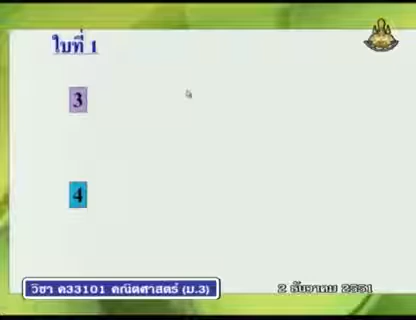 ใบที่ 1
3
4
วิชา ค33101 คณิตศาสตร์ (ม.3)
2 ธันวาคม 2551